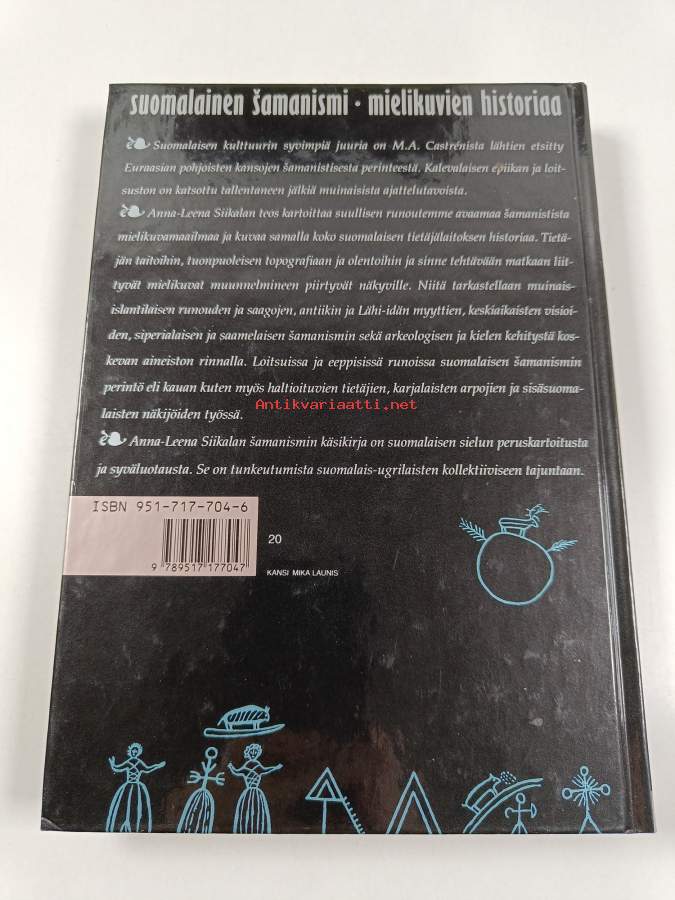 suomalainen šamanismi • mielikuvien historiaa
Suomalaisen kulttuurin syvimpiä juuria on M.A. Castrénista lähtien etsitty
Euraasian pohjoisten kansojen šamanistisesta perinteestä. Kalevalaisen epiikan ja loit-
suston on katsottu tallentaneen jälkiä muinaisista ajattelutavoista.
Anna-Leena Siikalan teos kartoittaa suullisen runoutemme avaamaa šamanistista
mielikuvamaailmaa ja kuvaa samalla koko suomalaisen tietäjälaitoksen historiaa. Tietä-
jän taitoihin, tuonpuoleisen topografiaan ja olentoihin ja sinne tehtävään matkaan liit-
tyvät mielikuvat muunnelmineen piirtyvät näkyville. Niitä tarkastellaan muinais-
islantilaisen runouden ja saagojen, antiikin ja Lähi-idän myyttien, keskiaikaisten visioi-
den, siperialaisen ja saamelaisen šamanismin sekä arkeologisen ja kielen kehitystä kos-
kevan aineiston rinnalla. Loitsuissa ja eeppisissä runoissa suomalaisen šamanismin
perintö eli kauan kuten myös haltioituvien tietäjien, karjalaisten arpojien ja sisäsuoma-
laisten näkijöiden työssä.
Antikvariaatti.net
Anna-Leena Siikalan šamanismin käsikirja on suomalaisen sielun peruskartoitusta
ja syväluotausta. Se on tunkeutumista suomalais-ugrilaisten kollektiiviseen tajuntaan.
ISBN 951-717-704-6
20
9 789517 177047
KANSI MIKA LAUNIS